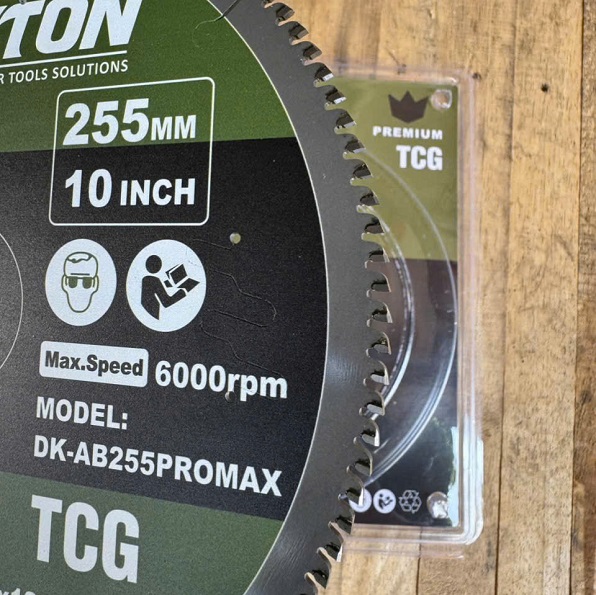 TON
TOOLS SOLUTIONS
255MM
10 INCH
Max.Speed 6000rpm
MODEL:
DK-AB255PROMAX
TCG
PREMIUM
TCG